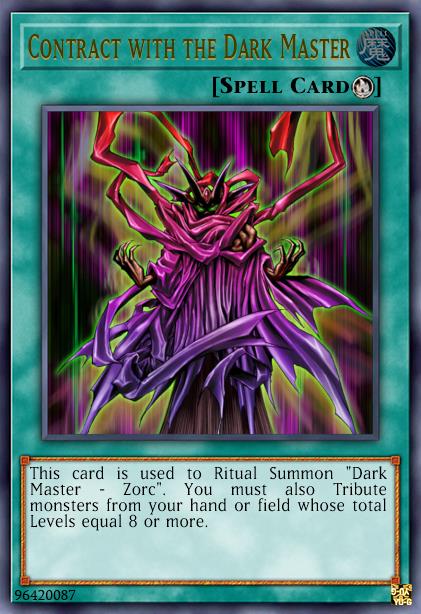 CONTRACT WITH THE DARK MASTER
魔
[SPELL CARD]
This card is used to Ritual Summon "Dark
Master - Zorc". You must also Tribute
monsters from your hand or field whose total
Levels equal 8 or more.
96420087